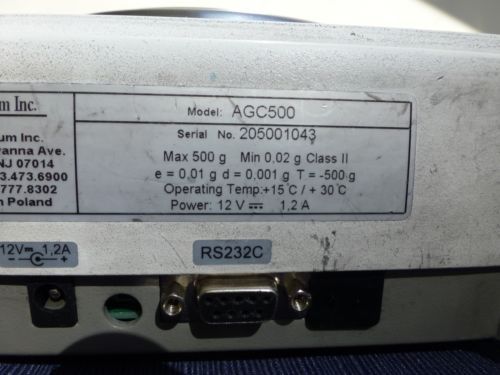 m Inc.
um Inc.
anna Ave.
NJ 07014
3.473.6900
777.8302
n Poland
Model: AGC500
Serial No. 205001043
Max 500 g Min 0,02 g Class II
e = 0,01 g d = 0,001 g T = -500 g
Operating Temp:+15°C / + 30°C
Power: 12 V ⎓ 1,2 A
12V⎓ 1,2A
- +
RS232C